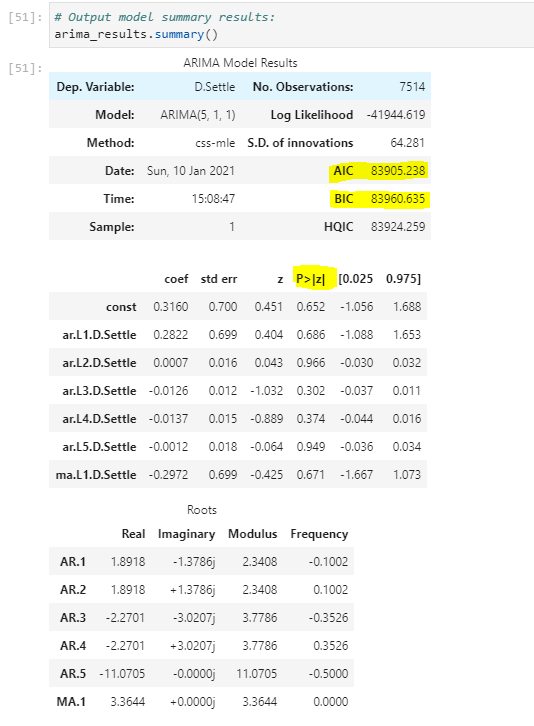 [51]: # Output model summary results:
arima_results.summary()
[51]: ARIMA Model Results
Dep. Variable: D.Settle No. Observations: 7514
Model: ARIMA(5, 1, 1) Log Likelihood -41944.619
Method: css-mle S.D. of innovations 64.281
Date: Sun, 10 Jan 2021 AIC 83905.238
Time: 15:08:47 BIC 83960.635
Sample: 1 HQIC 83924.259
coef std err z P>|z| [0.025 0.975]
const 0.3160 0.700 0.451 0.652 -1.056 1.688
ar.L1.D.Settle 0.2822 0.699 0.404 0.686 -1.088 1.653
ar.L2.D.Settle 0.0007 0.016 0.043 0.966 -0.030 0.032
ar.L3.D.Settle -0.0126 0.012 -1.032 0.302 -0.037 0.011
ar.L4.D.Settle -0.0137 0.015 -0.889 0.374 -0.044 0.016
ar.L5.D.Settle -0.0012 0.018 -0.064 0.949 -0.036 0.034
ma.L1.D.Settle -0.2972 0.699 -0.425 0.671 -1.667 1.073
Roots
Real Imaginary Modulus Frequency
AR.1 1.8918 -1.3786j 2.3408 -0.1002
AR.2 1.8918 +1.3786j 2.3408 0.1002
AR.3 -2.2701 -3.0207j 3.7786 -0.3526
AR.4 -2.2701 +3.0207j 3.7786 0.3526
AR.5 -11.0705 -0.0000j 11.0705 -0.5000
MA.1 3.3644 +0.0000j 3.3644 0.0000